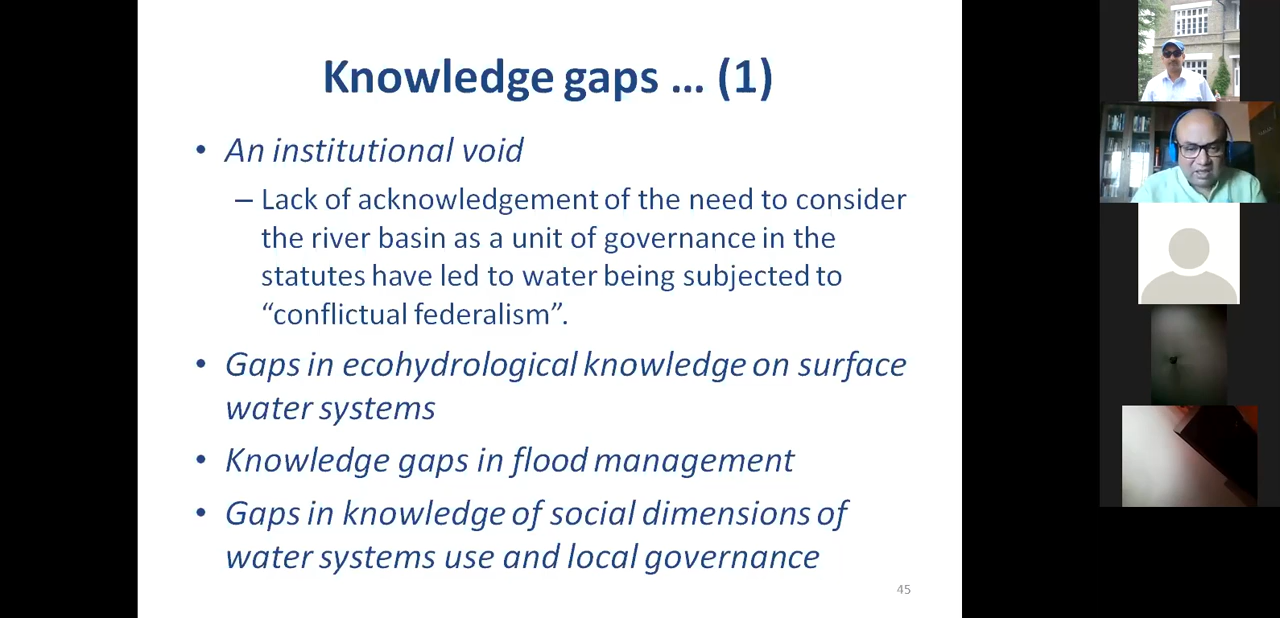 Knowledge gaps ... (1)
• An institutional void
– Lack of acknowledgement of the need to consider
the river basin as a unit of governance in the
statutes have led to water being subjected to
“conflictual federalism”.
• Gaps in ecohydrological knowledge on surface
water systems
• Knowledge gaps in flood management
• Gaps in knowledge of social dimensions of
water systems use and local governance
45